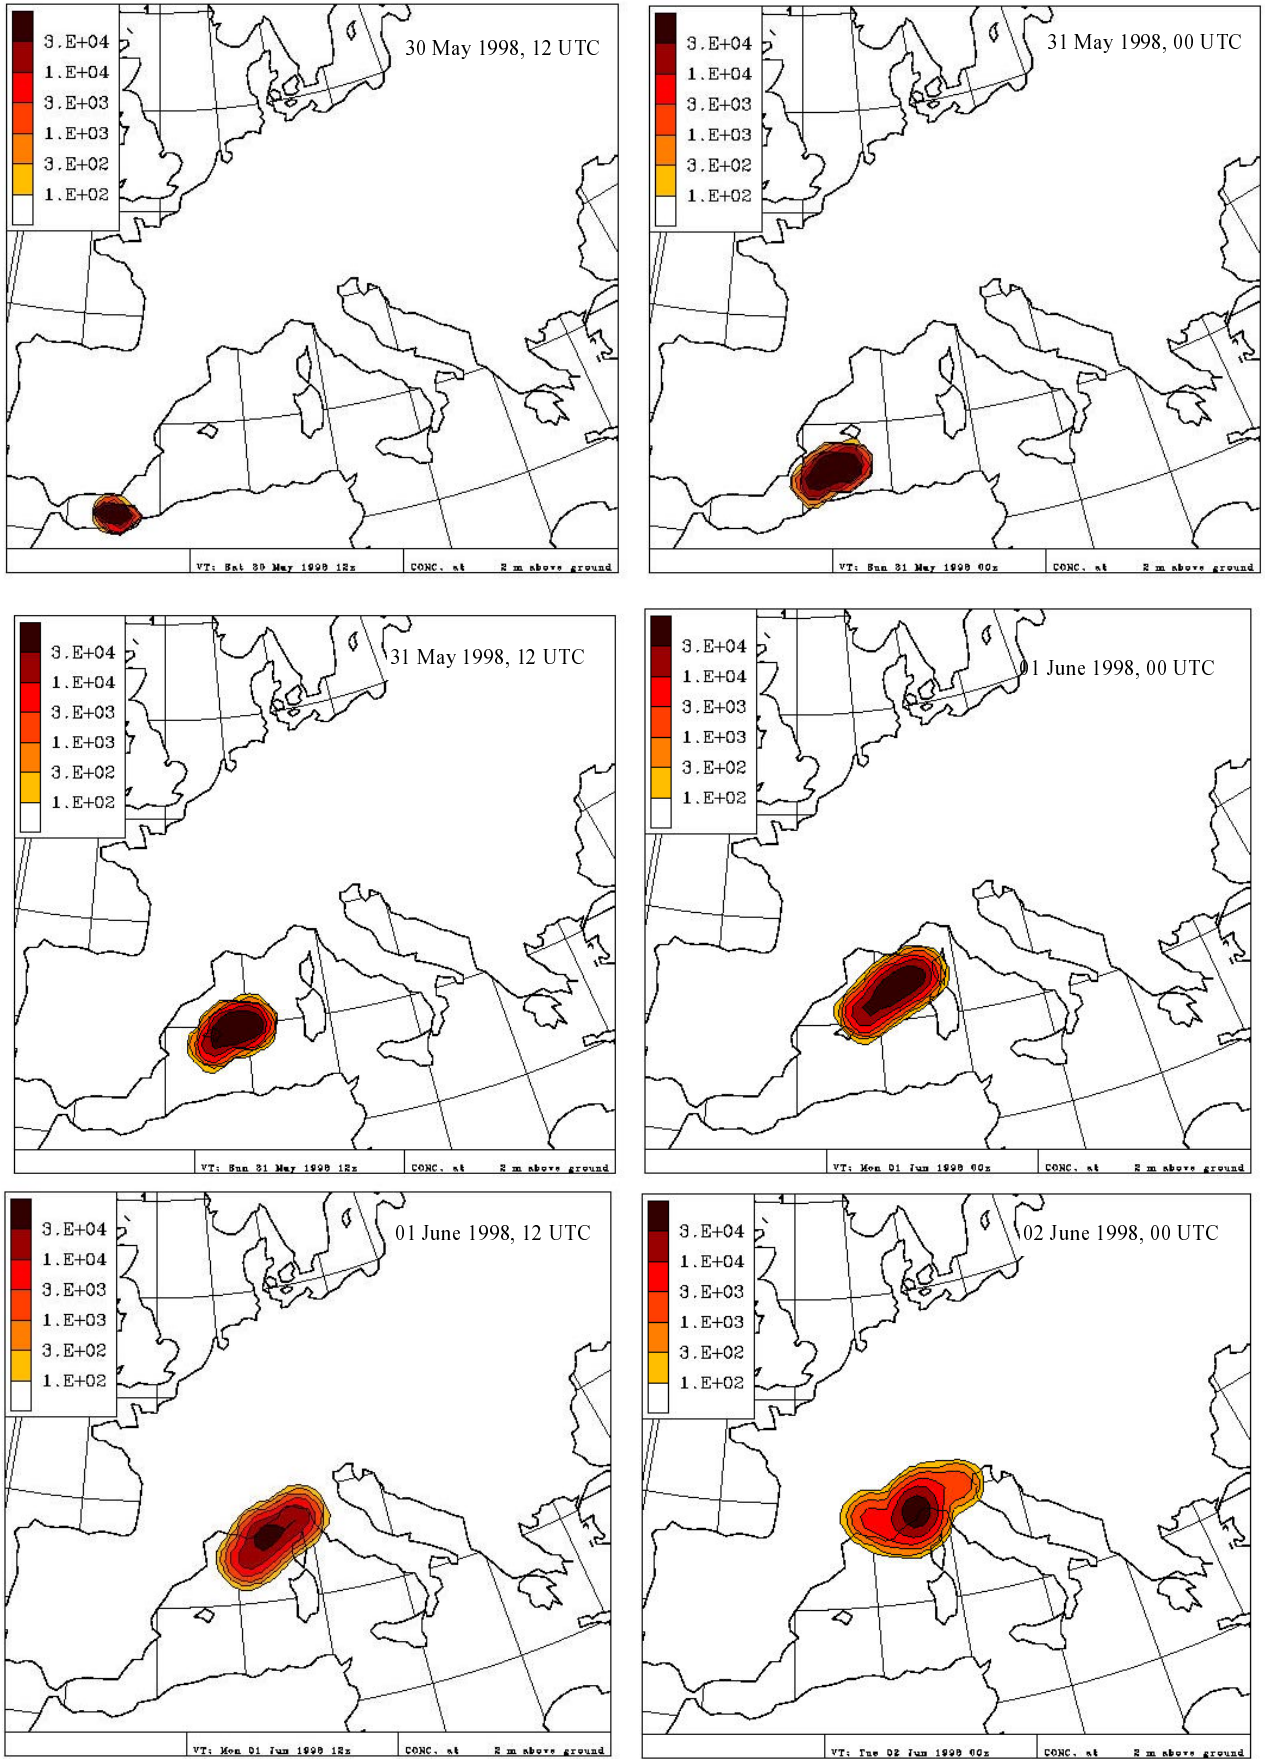 30 May 1998, 12 UTC
3.E+04
1.E+04
3.E+03
1.E+03
3.E+02
1.E+02
VT: Sat 30 May 1998 12z
CONC. at 2 m above ground
31 May 1998, 00 UTC
3.E+04
1.E+04
3.E+03
1.E+03
3.E+02
1.E+02
VT: Sun 31 May 1998 00z
CONC. at 2 m above ground
31 May 1998, 12 UTC
3.E+04
1.E+04
3.E+03
1.E+03
3.E+02
1.E+02
VT: Sun 31 May 1998 12z
CONC. at 2 m above ground
01 June 1998, 00 UTC
3.E+04
1.E+04
3.E+03
1.E+03
3.E+02
1.E+02
VT: Mon 01 Jun 1998 00z
CONC. at 2 m above ground
01 June 1998, 12 UTC
3.E+04
1.E+04
3.E+03
1.E+03
3.E+02
1.E+02
VT: Mon 01 Jun 1998 12z
CONC. at 2 m above ground
02 June 1998, 00 UTC
3.E+04
1.E+04
3.E+03
1.E+03
3.E+02
1.E+02
VT: Tue 02 Jun 1998 00z
CONC. at 2 m above ground